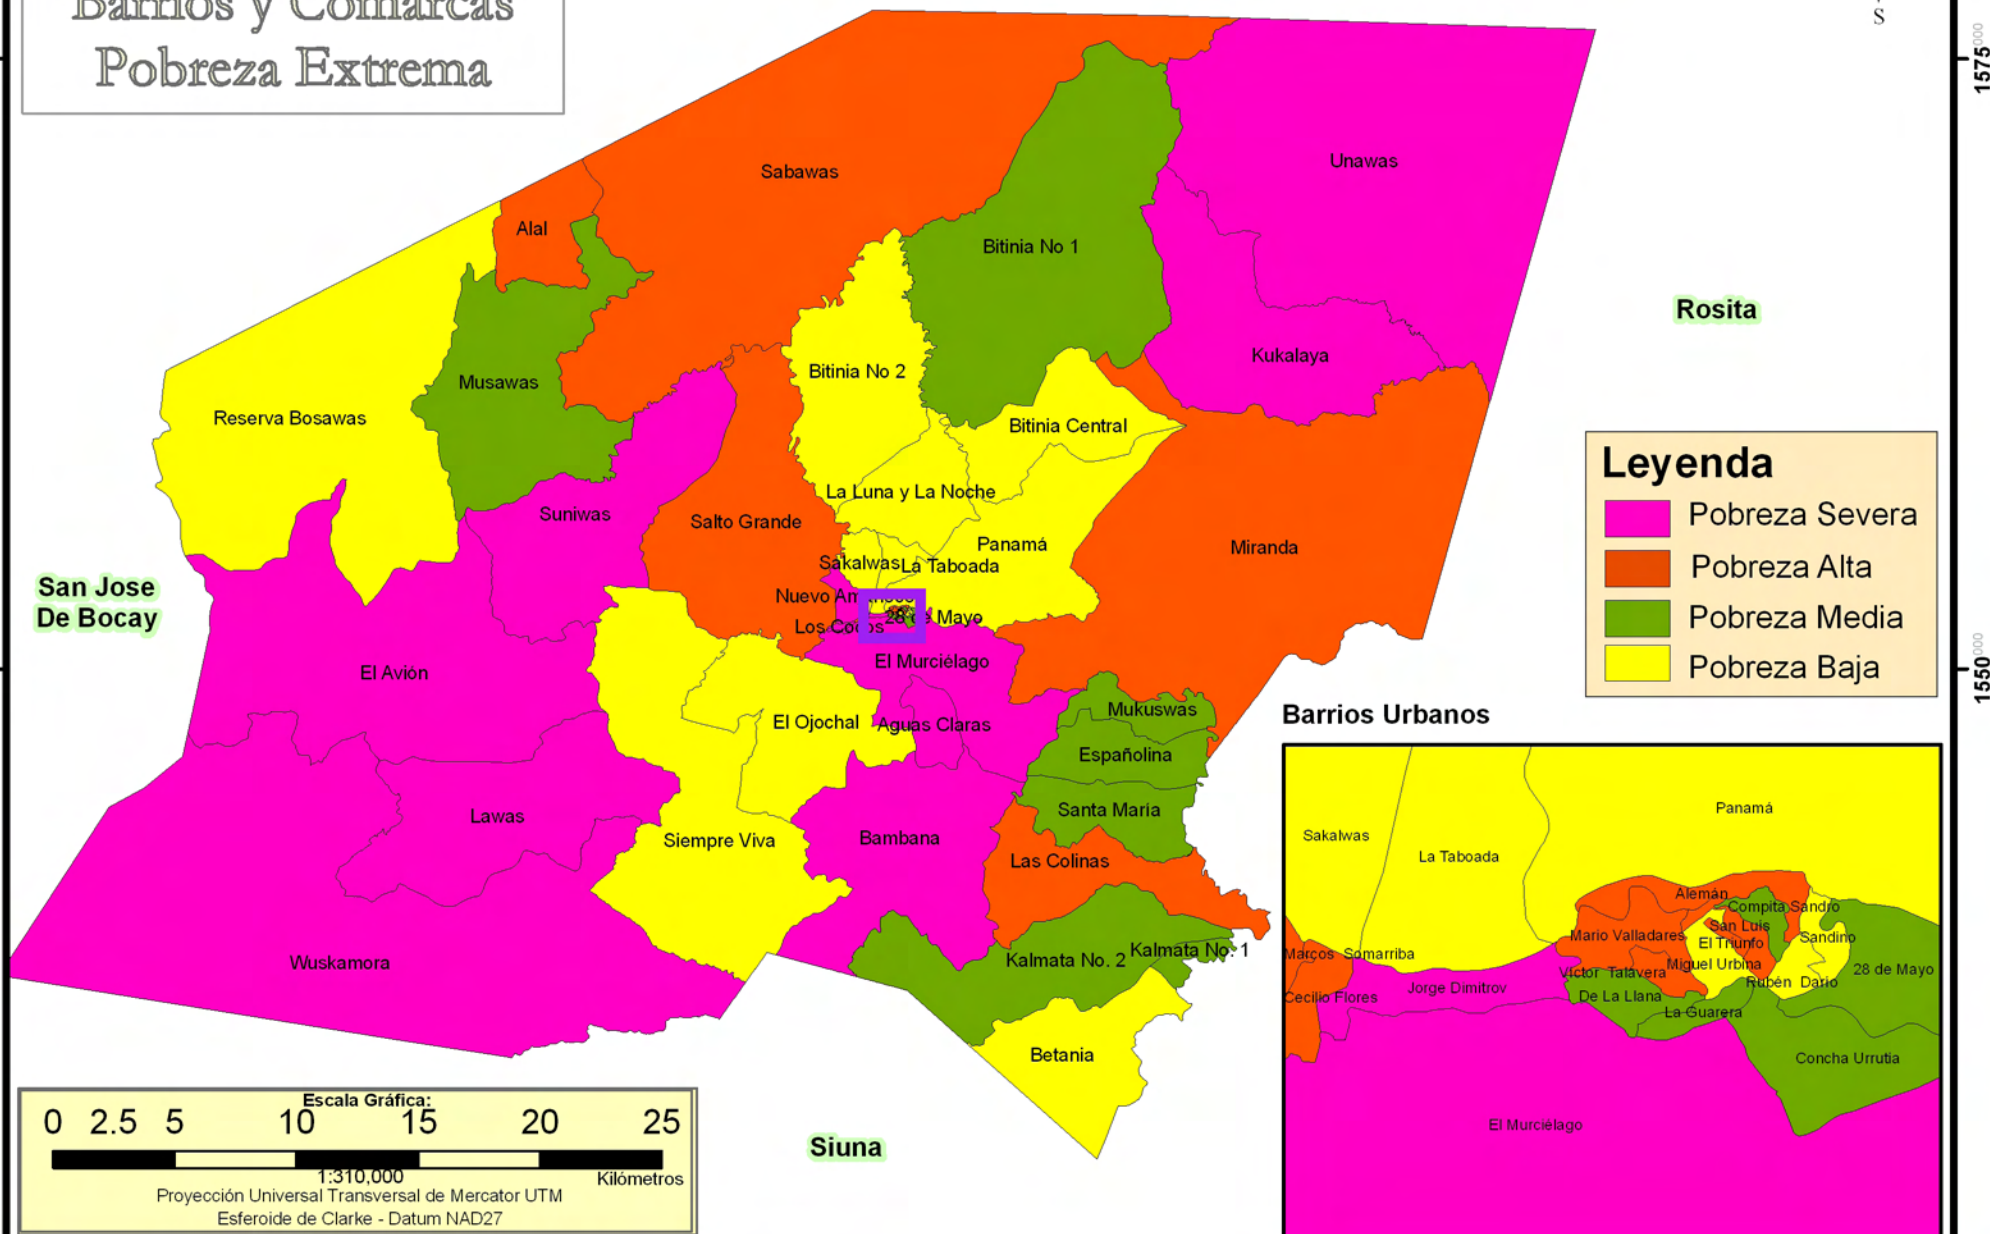 Barrios y Comarcas
Pobreza Extrema
S
1575000
Sabawas
Unawas
Alal
Bitinia No 1
Rosita
Kukalaya
Bitinia No 2
Musawas
Reserva Bosawas
Bitinia Central
Leyenda
Pobreza Severa
Pobreza Alta
Pobreza Media
Pobreza Baja
La Luna y La Noche
Suniwas
Salto Grande
Panamá
Miranda
Sakalwas
La Taboada
San Jose
De Bocay
Nuevo
28 de Mayo
Los Cocos
El Murciélago
El Avión
1550000
Mukuswas
El Ojochal
Aguas Claras
Españolina
Santa María
Lawas
Siempre Viva
Bambana
Las Colinas
Kalmata No. 1
Kalmata No. 2
Wuskamora
Betania
Siuna
Barrios Urbanos
Panamá
Sakalwas
La Taboada
Alemán
Compita Sandro
San Luis
Mario Valladares
El Triunfo
Sandino
Marcos Somarriba
Miguel Urbina
28 de Mayo
Víctor Talavera
Rubén Darío
Jorge Dimitrov
Cecilio Flores
De La Llana
La Guarera
Concha Urrutia
El Murciélago
Escala Gráfica:
0 2.5 5 10 15 20 25
1:310,000
Kilómetros
Proyección Universal Transversal de Mercator UTM
Esferoide de Clarke - Datum NAD27